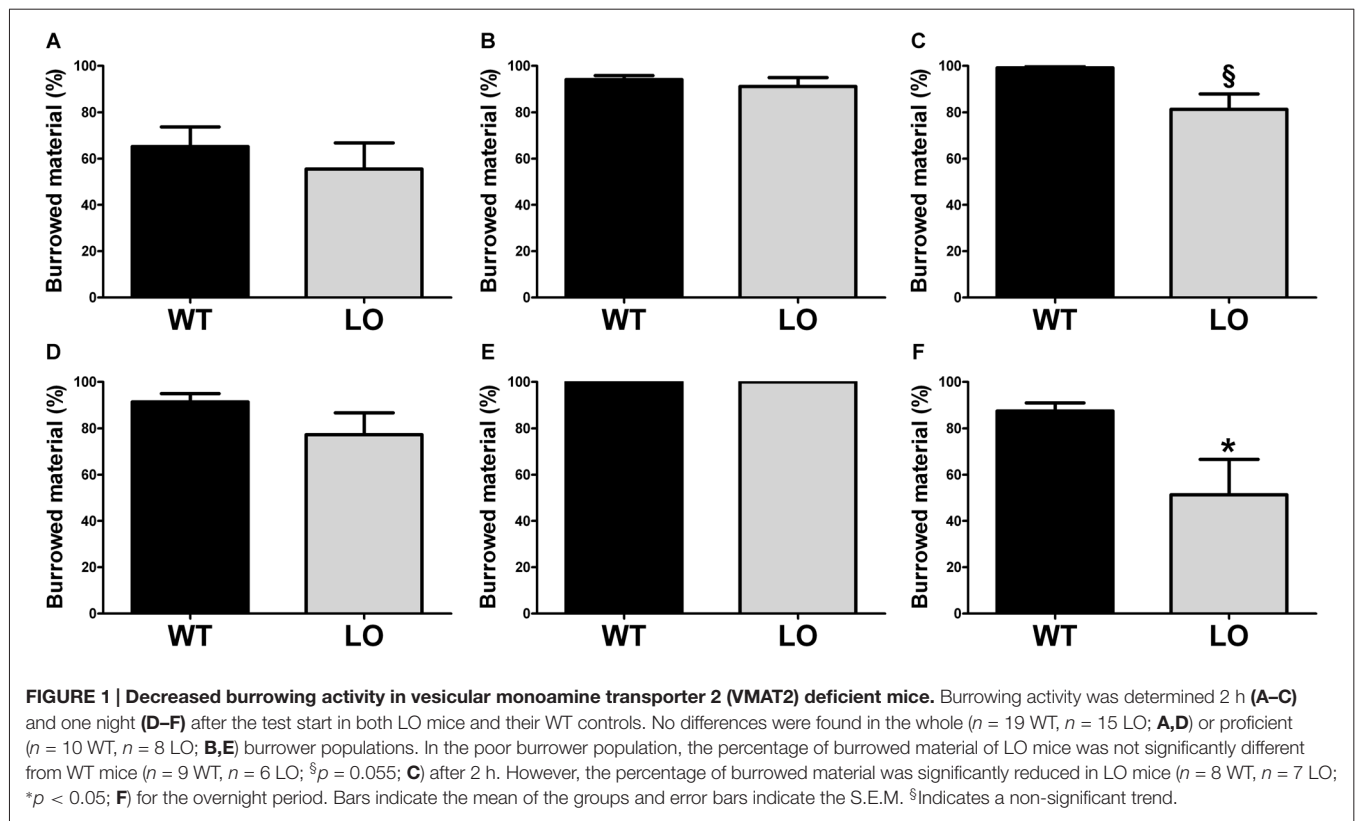 A
B
C
Burrowed material (%)
100
80
60
40
20
0
WT
LO
Burrowed material (%)
100
80
60
40
20
0
WT
LO
Burrowed material (%)
100
80
60
40
20
0
§
WT
LO
D
E
F
Burrowed material (%)
100
80
60
40
20
0
WT
LO
Burrowed material (%)
100
80
60
40
20
0
WT
LO
Burrowed material (%)
100
80
60
40
20
0
*
WT
LO
FIGURE 1 | Decreased burrowing activity in vesicular monoamine transporter 2 (VMAT2) deficient mice. Burrowing activity was determined 2 h (A–C)
and one night (D–F) after the test start in both LO mice and their WT controls. No differences were found in the whole (n = 19 WT, n = 15 LO; A,D) or proficient
(n = 10 WT, n = 8 LO; B,E) burrower populations. In the poor burrower population, the percentage of burrowed material of LO mice was not significantly different
from WT mice (n = 9 WT, n = 6 LO; §p = 0.055; C) after 2 h. However, the percentage of burrowed material was significantly reduced in LO mice (n = 8 WT, n = 7 LO;
*p < 0.05; F) for the overnight period. Bars indicate the mean of the groups and error bars indicate the S.E.M. §Indicates a non-significant trend.